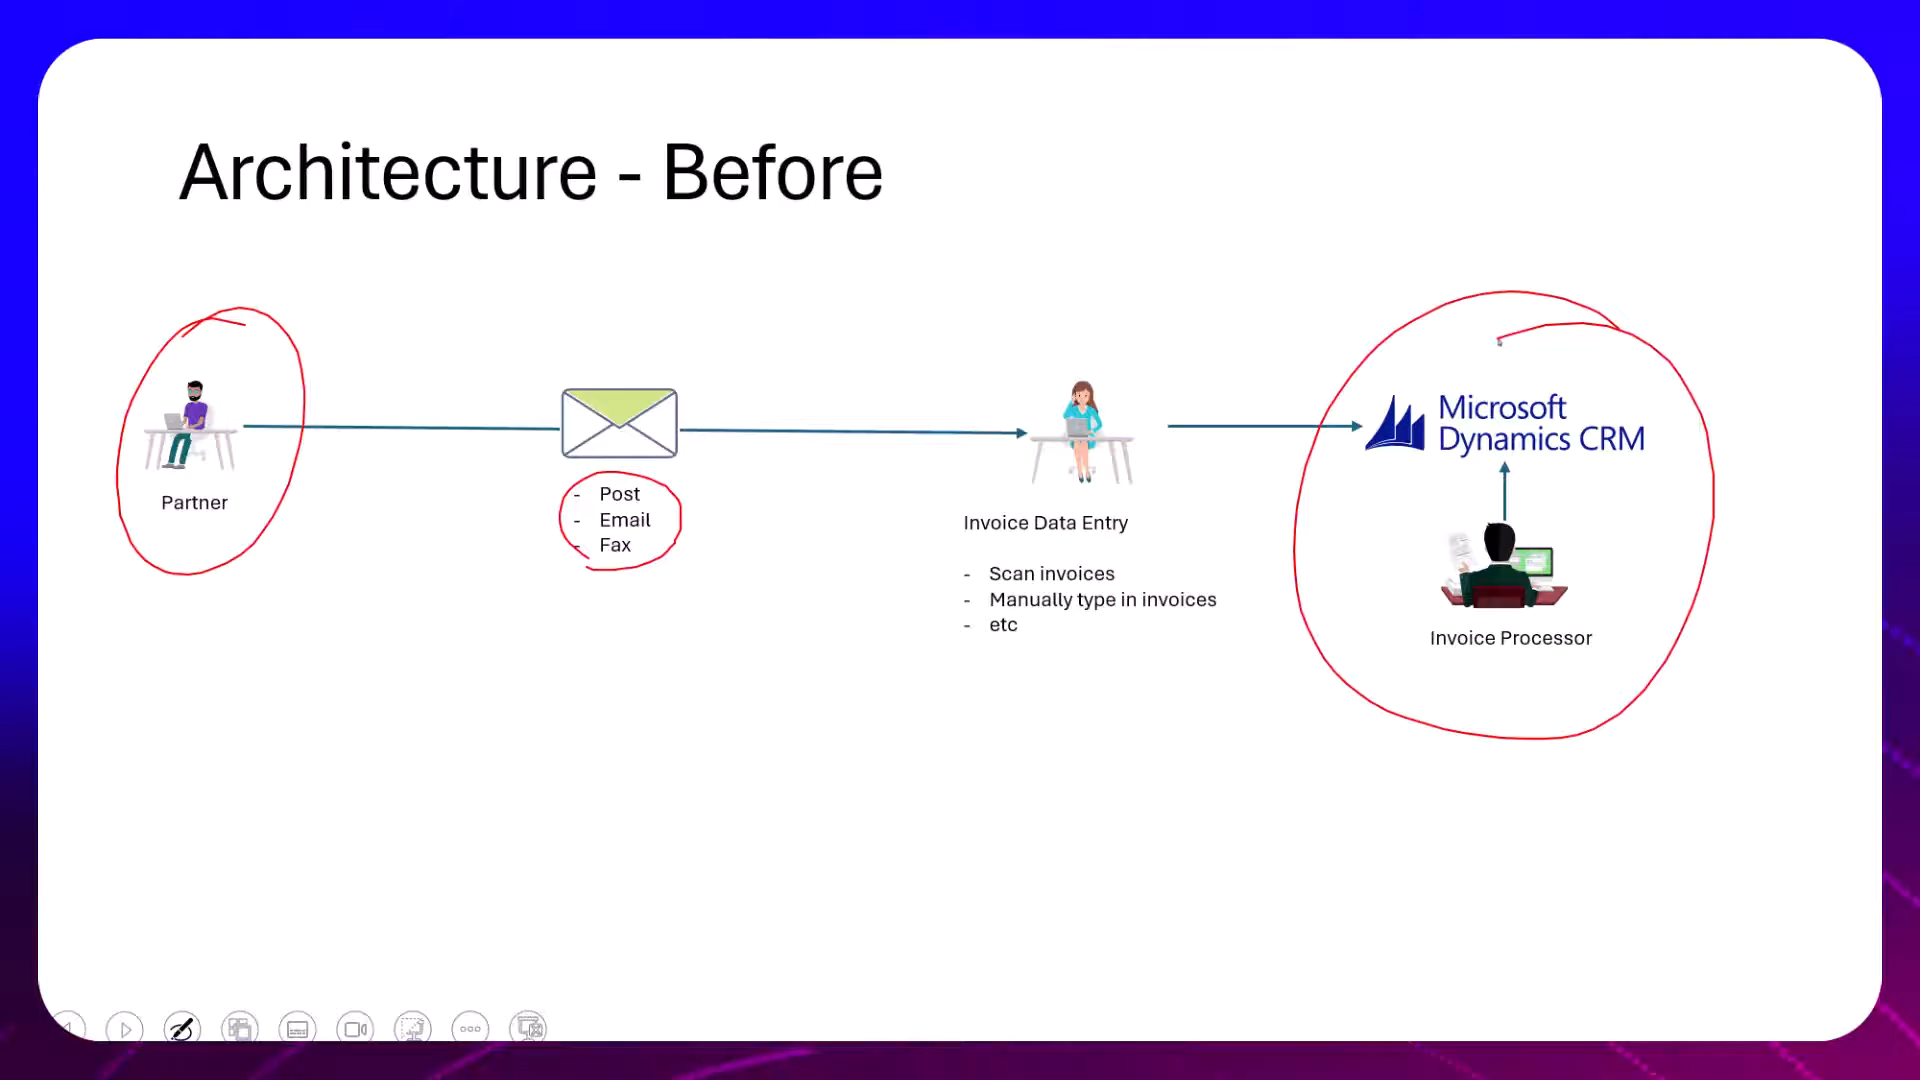 Architecture - Before
Partner
- Post
- Email
- Fax
Invoice Data Entry
- Scan invoices
- Manually type in invoices
- etc
Microsoft
Dynamics CRM
Invoice Processor